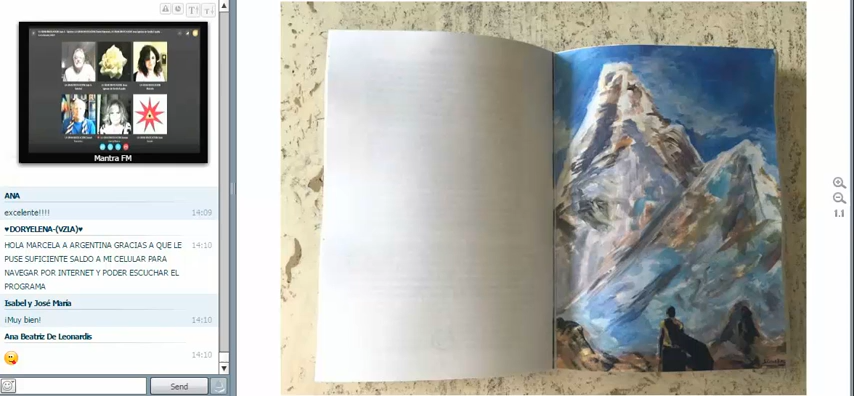 Mantra FM
ANA
excelente!!!!
14:09
♥DORYELENA-(VZLA)♥
HOLA MARCELA A ARGENTINA GRACIAS A QUE LE
14:10
PUSE SUFICIENTE SALDO A MI CELULAR PARA
NAVEGAR POR INTERNET Y PODER ESCUCHAR EL
PROGRAMA
Isabel y José María
¡Muy bien!
14:10
Ana Beatriz De Leonardis
14:10
Send
1.1